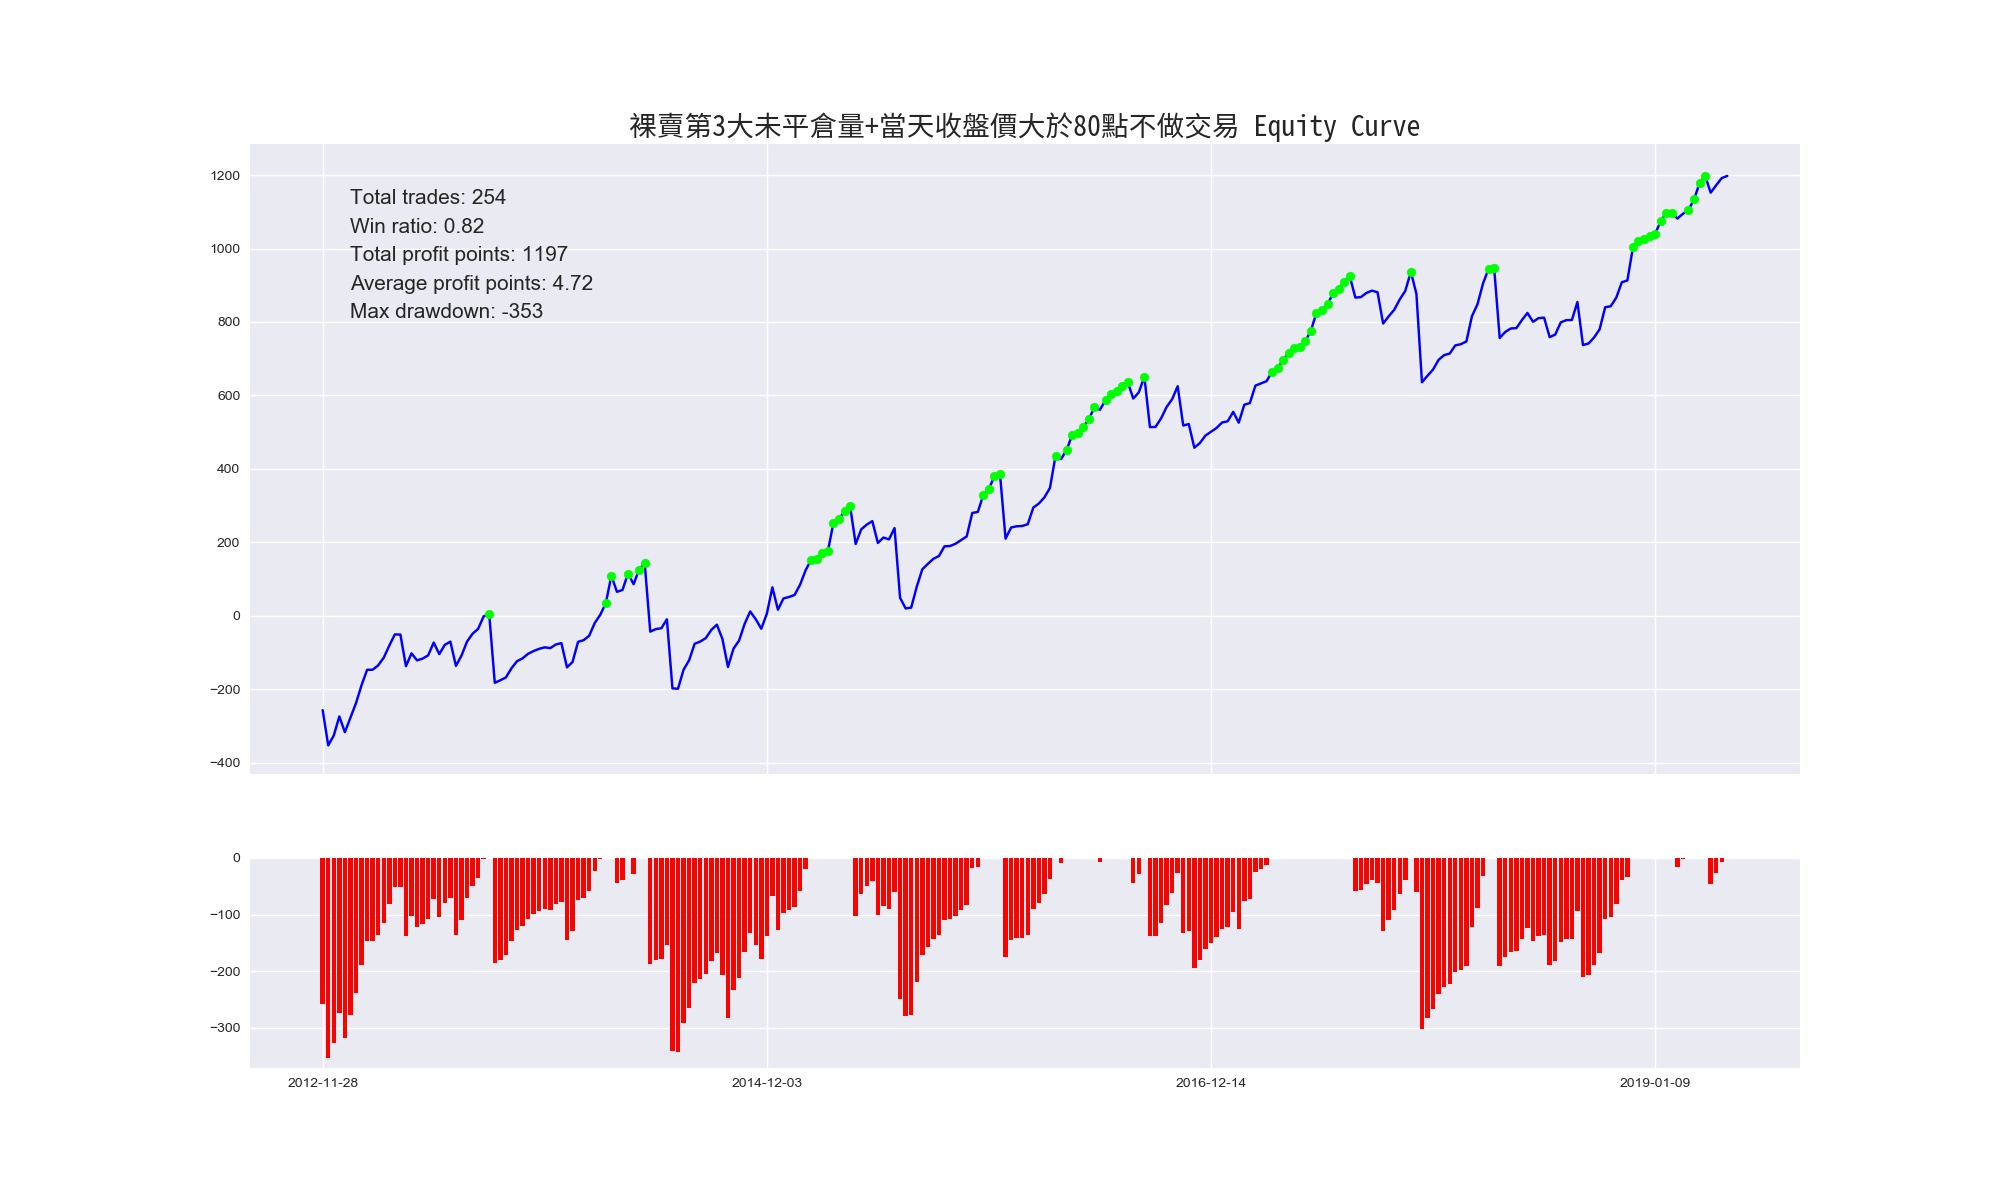 裸賣第3大未平倉量+當天收盤價大於80點不做交易 Equity Curve
1200
1000
800
600
400
200
0
−200
−400
Total trades: 254
Win ratio: 0.82
Total profit points: 1197
Average profit points: 4.72
Max drawdown: -353
0
−100
−200
−300
2012-11-28
2014-12-03
2016-12-14
2019-01-09